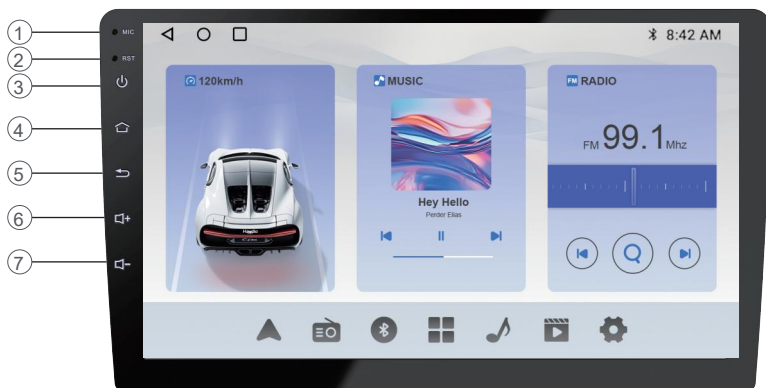 1
MIC
2
RST
3
4
5
6
7
8:42 AM
120km/h
MUSIC
Hey Hello
Perder Elias
FM RADIO
FM 99.1 Mhz